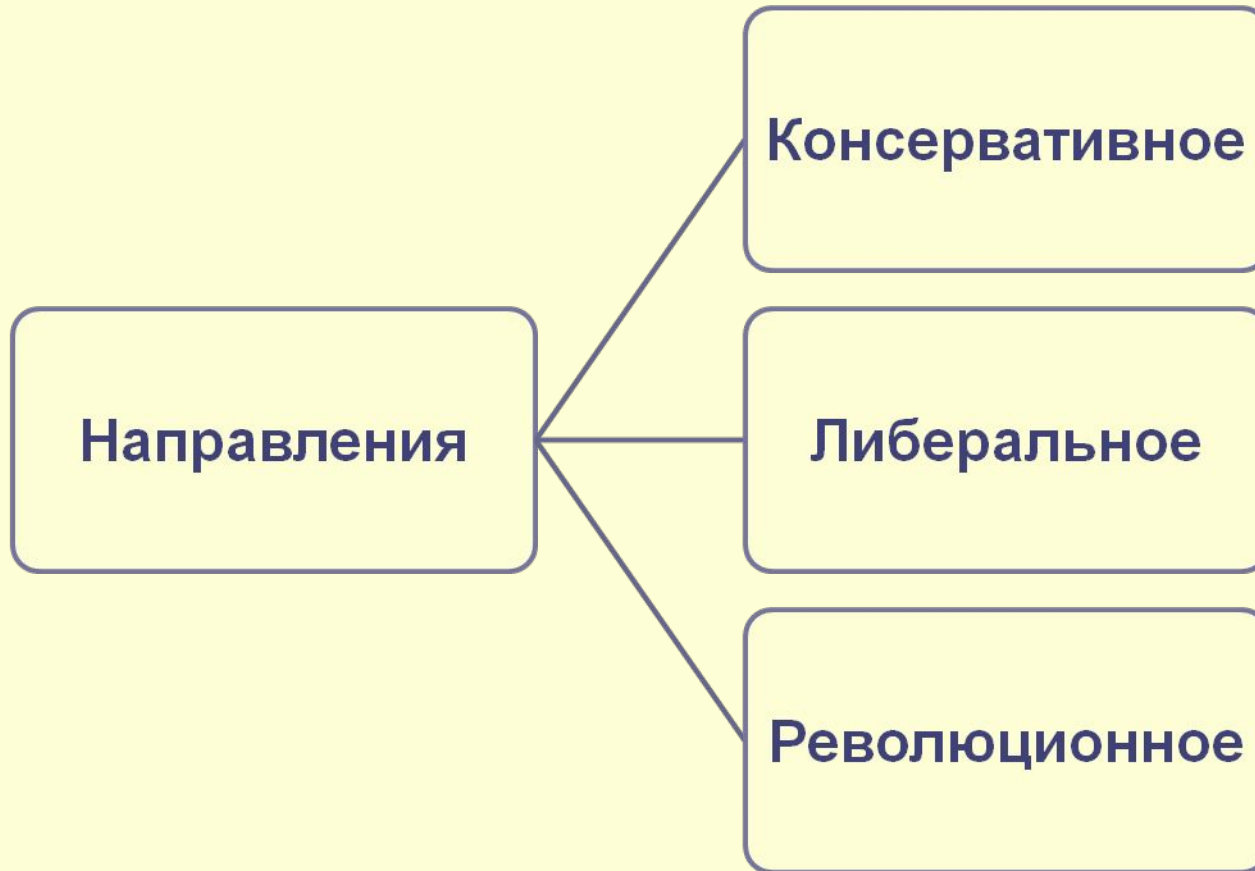 Консервативное
Направления
Либеральное
Революционное